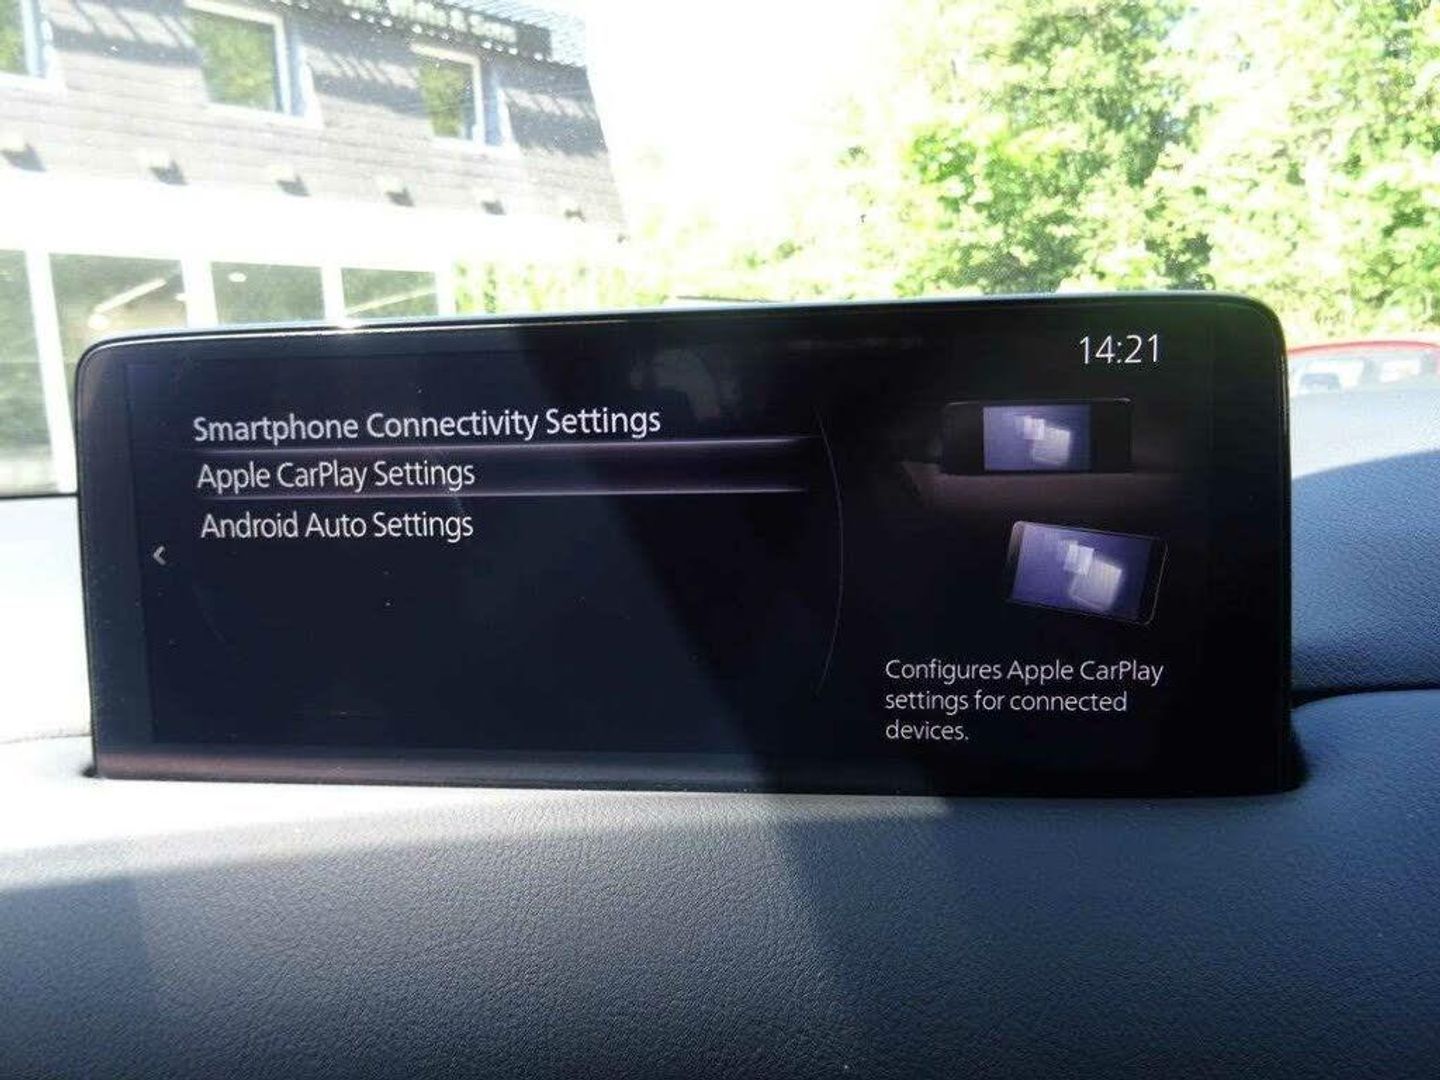 14:21
Smartphone Connectivity Settings
Apple CarPlay Settings
Android Auto Settings
Configures Apple CarPlay
settings for connected
devices.